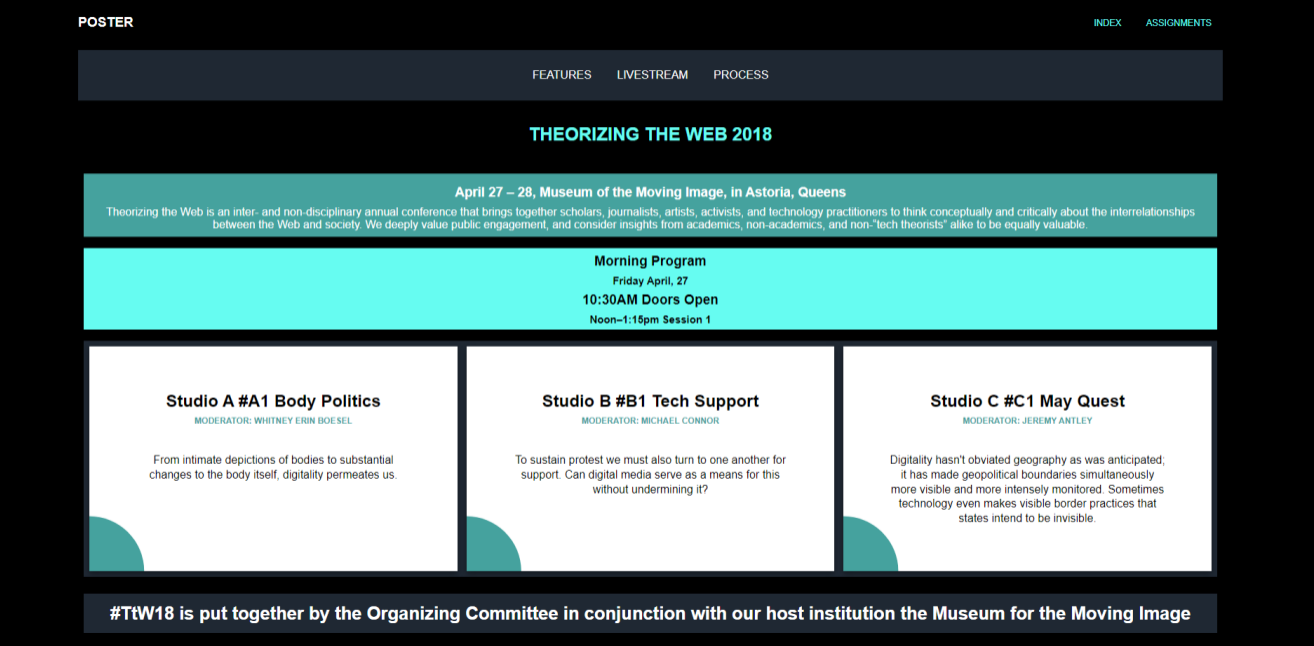 POSTER
INDEX ASSIGNMENTS
FEATURES LIVESTREAM PROCESS
THEORIZING THE WEB 2018
April 27 – 28, Museum of the Moving Image, in Astoria, Queens
Theorizing the Web is an inter- and non-disciplinary annual conference that brings together scholars, journalists, artists, activists, and technology practitioners to think conceptually and critically about the interrelationships
between the Web and society. We deeply value public engagement, and consider insights from academics, non-academics, and non-"tech theorists" alike to be equally valuable.
Morning Program
Friday April, 27
10:30AM Doors Open
Noon–1:15pm Session 1
Studio A #A1 Body Politics
MODERATOR: WHITNEY ERIN BOESEL
From intimate depictions of bodies to substantial
changes to the body itself, digitality permeates us.
Studio B #B1 Tech Support
MODERATOR: MICHAEL CONNOR
To sustain protest we must also turn to one another for
support. Can digital media serve as a means for this
without undermining it?
Studio C #C1 May Quest
MODERATOR: JEREMY ANTLEY
Digitality hasn't obviated geography as was anticipated;
it has made geopolitical boundaries simultaneously
more visible and more intensely monitored. Sometimes
technology even makes visible border practices that
states intend to be invisible.
#TtW18 is put together by the Organizing Committee in conjunction with our host institution the Museum for the Moving Image